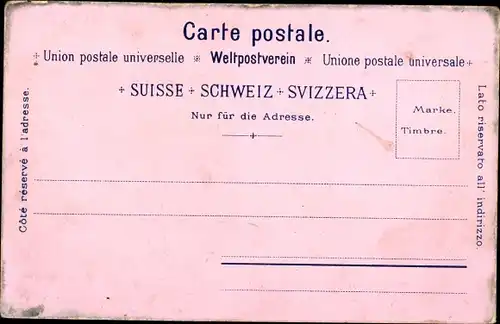 Carte postale.
+ Union postale universelle * Weltpostverein * Unione postale universale +
+ SUISSE + SCHWEIZ + SVIZZERA +
Nur für die Adresse.
Marke.
Timbre.
Côté réservé à l'adresse.
Lato riservato all' indirizzo.